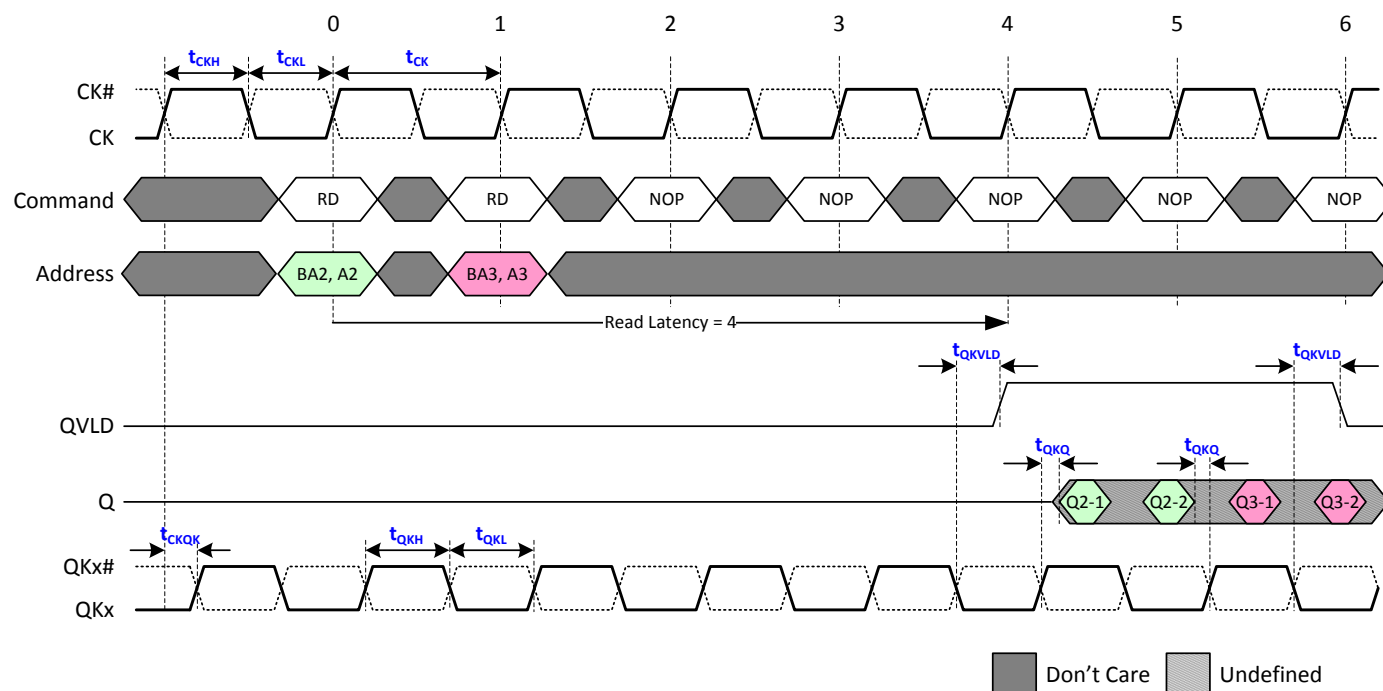 0 1 2 3 4 5 6
tCKH tCKL tCK
CK#
CK
Command RD RD NOP NOP NOP NOP NOP
Address BA2, A2 BA3, A3
Read Latency = 4
tQKVLD tQKVLD
QVLD
tQKQ tQKQ
Q Q2-1 Q2-2 Q3-1 Q3-2
tCKQK tQKH tQKL
QKx#
QKx
Don't Care Undefined